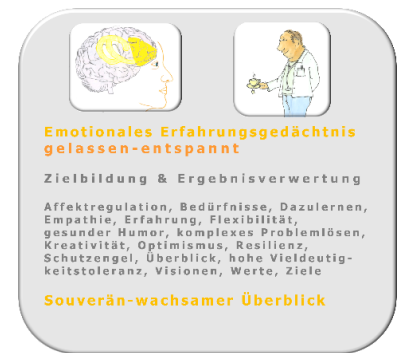 Emotionales Erfahrungsgedächtnis
gelassen-entspannt
Zielbildung & Ergebnisverwertung
Affektregulation, Bedürfnisse, Dazulernen,
Empathie, Erfahrung, Flexibilität,
gesunder Humor, komplexes Problemlösen,
Kreativität, Optimismus, Resilienz,
Schutzengel, Überblick, hohe Vieldeutig-
keitstoleranz, Visionen, Werte, Ziele
Souverän-wachsamer Überblick